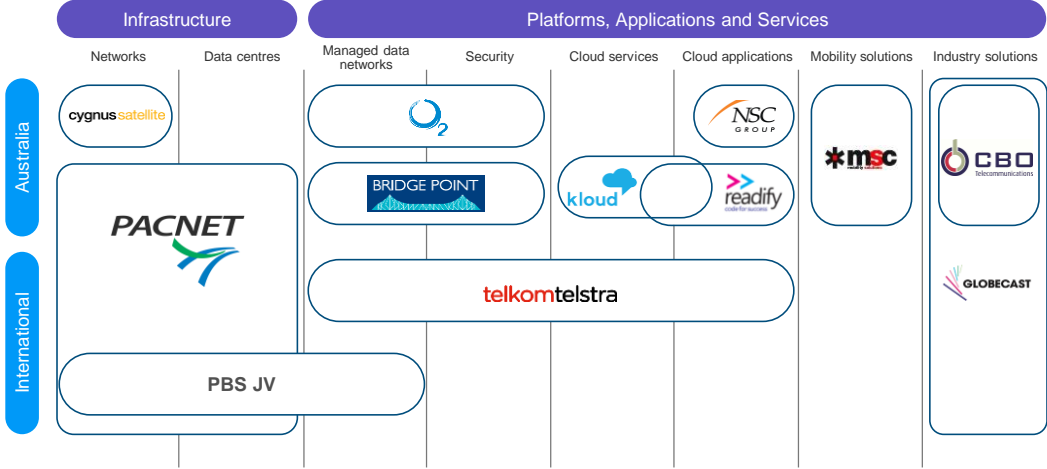 Infrastructure
Platforms, Applications and Services
Networks
Data centres
Managed data
networks
Security
Cloud services
Cloud applications
Mobility solutions
Industry solutions
Australia
cygnus satellite
O2
NSC
GROUP
msc
mobility solutions
CBO
Telecommunications
PACNET
BRIDGE POINT
kloud
readify
code for success
International
telkomtelstra
GLOBECAST
PBS JV